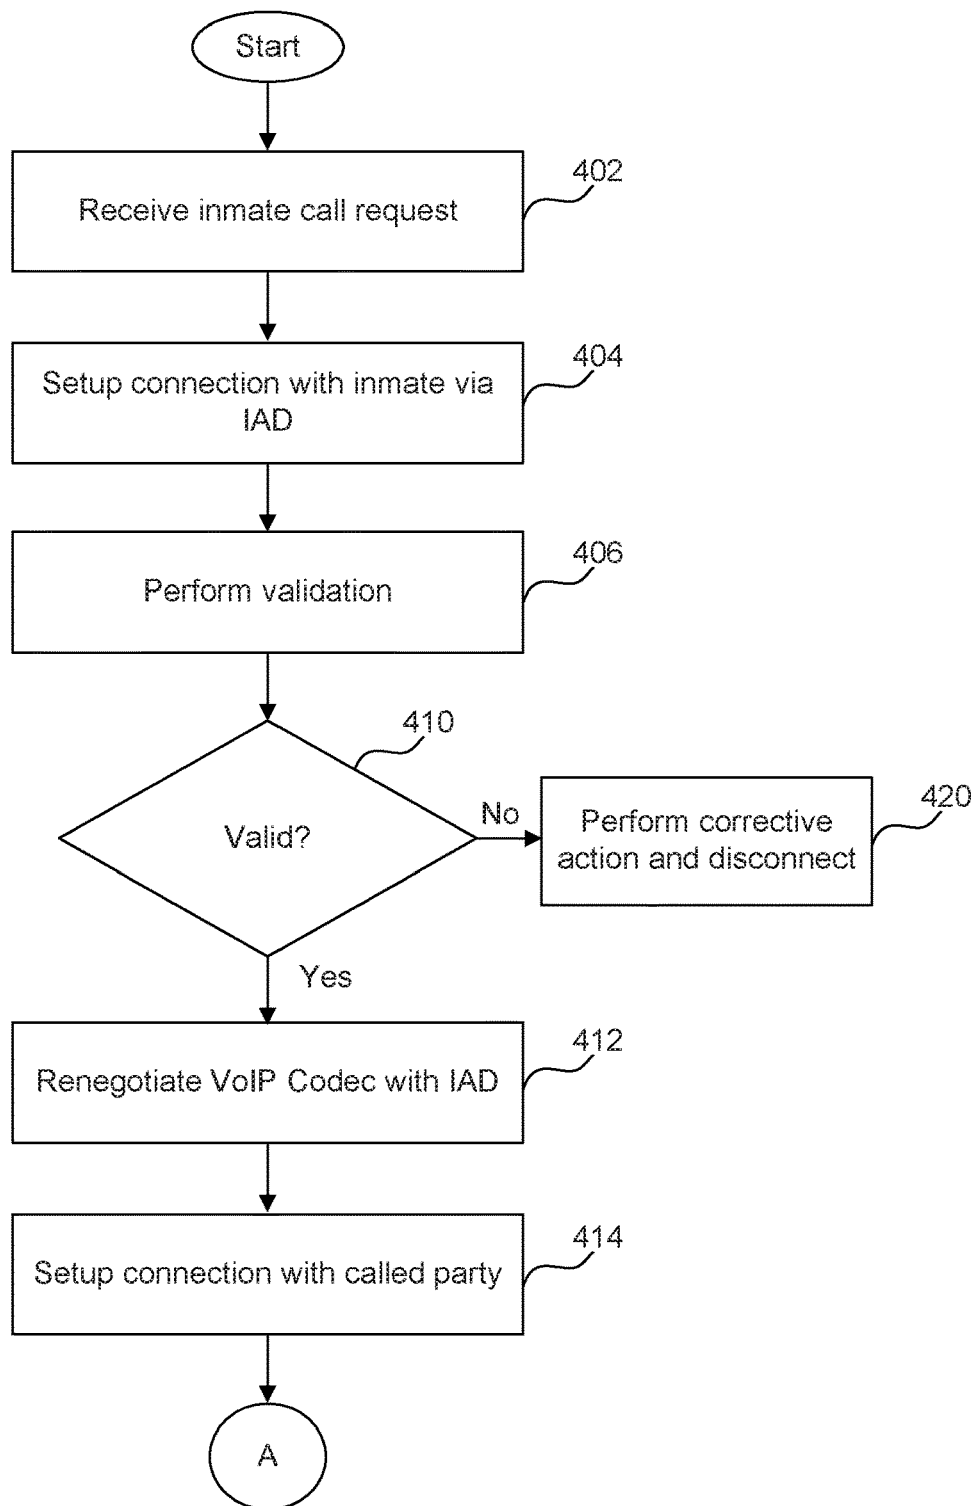 Start
402
Receive inmate call request
404
Setup connection with inmate via
IAD
406
Perform validation
410
Valid?
No
420
Perform corrective
action and disconnect
Yes
412
Renegotiate VoIP Codec with IAD
414
Setup connection with called party
A